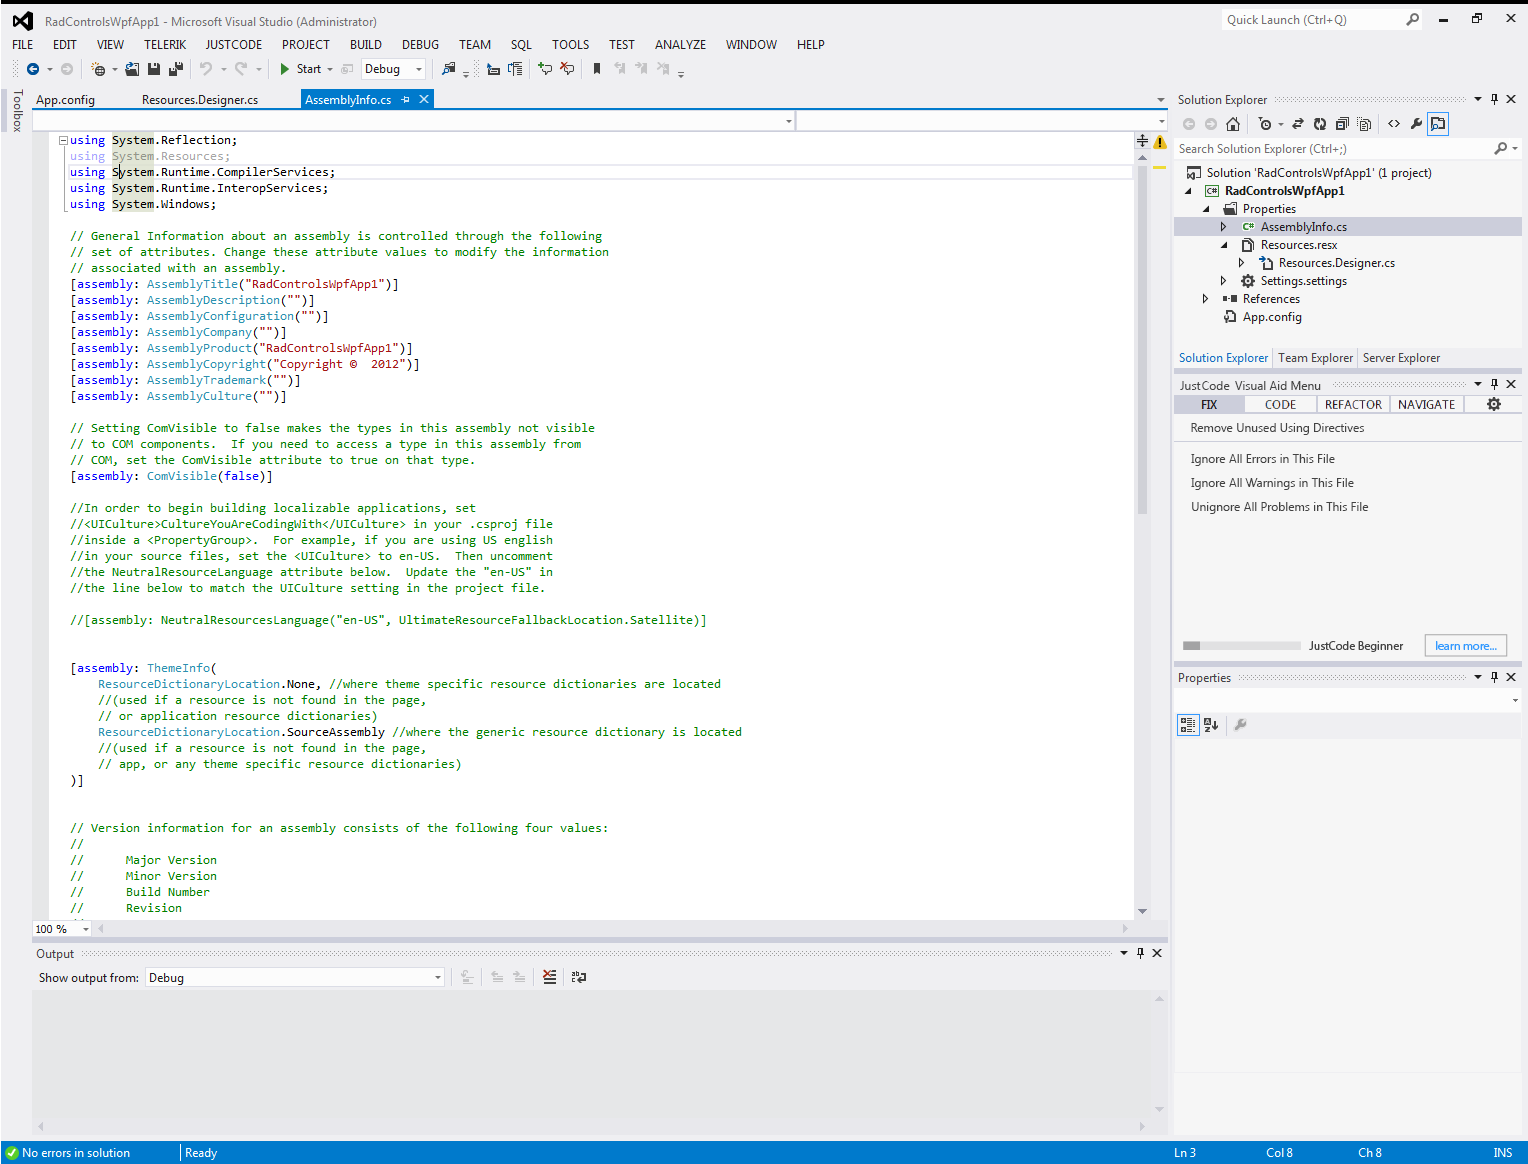 RadControlsWpfApp1 - Microsoft Visual Studio (Administrator)
Quick Launch (Ctrl+Q)
FILE EDIT VIEW TELERIK JUSTCODE PROJECT BUILD DEBUG TEAM SQL TOOLS TEST ANALYZE WINDOW HELP
Start Debug
Toolbox
App.config Resources.Designer.cs AssemblyInfo.cs
using System.Reflection;
using System.Resources;
using System.Runtime.CompilerServices;
using System.Runtime.InteropServices;
using System.Windows;
// General Information about an assembly is controlled through the following
// set of attributes. Change these attribute values to modify the information
// associated with an assembly.
[assembly: AssemblyTitle("RadControlsWpfApp1")]
[assembly: AssemblyDescription("")]
[assembly: AssemblyConfiguration("")]
[assembly: AssemblyCompany("")]
[assembly: AssemblyProduct("RadControlsWpfApp1")]
[assembly: AssemblyCopyright("Copyright ©  2012")]
[assembly: AssemblyTrademark("")]
[assembly: AssemblyCulture("")]
// Setting ComVisible to false makes the types in this assembly not visible
// to COM components.  If you need to access a type in this assembly from
// COM, set the ComVisible attribute to true on that type.
[assembly: ComVisible(false)]
//In order to begin building localizable applications, set
//<UICulture>CultureYouAreCodingWith</UICulture> in your .csproj file
//inside a <PropertyGroup>.  For example, if you are using US english
//in your source files, set the <UICulture> to en-US.  Then uncomment
//the NeutralResourceLanguage attribute below.  Update the "en-US" in
//the line below to match the UICulture setting in the project file.
//[assembly: NeutralResourcesLanguage("en-US", UltimateResourceFallbackLocation.Satellite)]
[assembly: ThemeInfo(
ResourceDictionaryLocation.None, //where theme specific resource dictionaries are located
//(used if a resource is not found in the page,
// or application resource dictionaries)
ResourceDictionaryLocation.SourceAssembly //where the generic resource dictionary is located
//(used if a resource is not found in the page,
// app, or any theme specific resource dictionaries)
)]
// Version information for an assembly consists of the following four values:
//
//      Major Version
//      Minor Version
//      Build Number
//      Revision
100 %
Output
Show output from: Debug
Solution Explorer
Search Solution Explorer (Ctrl+;)
Solution 'RadControlsWpfApp1' (1 project)
C# RadControlsWpfApp1
Properties
C# AssemblyInfo.cs
Resources.resx
Resources.Designer.cs
Settings.settings
References
App.config
Solution Explorer Team Explorer Server Explorer
JustCode Visual Aid Menu
FIX CODE REFACTOR NAVIGATE
Remove Unused Using Directives
Ignore All Errors in This File
Ignore All Warnings in This File
Unignore All Problems in This File
JustCode Beginner learn more...
Properties
No errors in solution Ready Ln 3 Col 8 Ch 8 INS